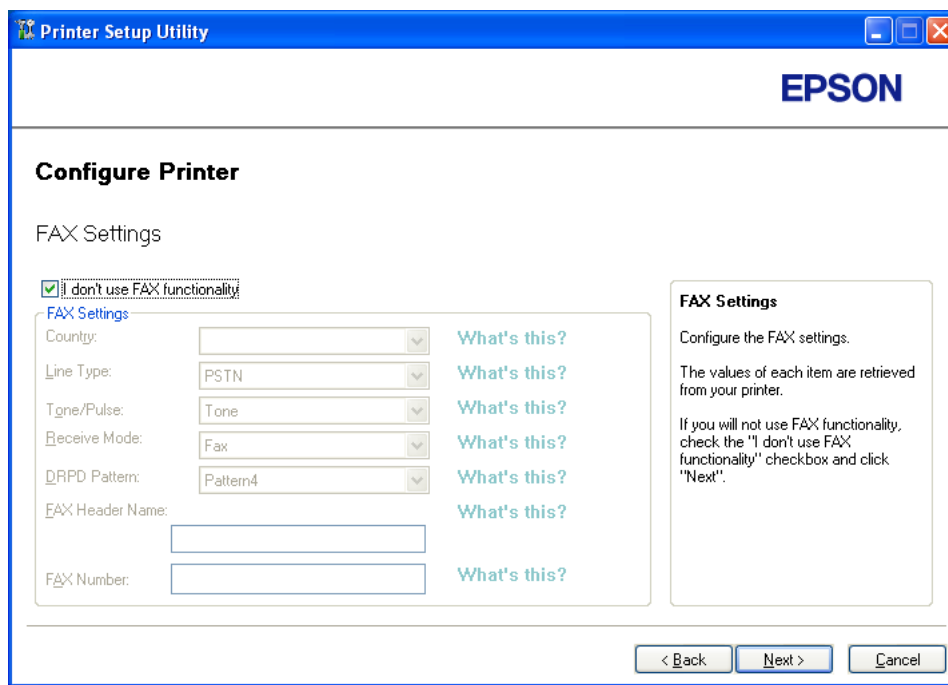 Printer Setup Utility
EPSON
Configure Printer
FAX Settings
I don't use FAX functionality
FAX Settings
Country:
What's this?
Line Type:
PSTN
What's this?
Tone/Pulse:
Tone
What's this?
Receive Mode:
Fax
What's this?
DRPD Pattern:
Pattern4
What's this?
FAX Header Name:
What's this?
FAX Number:
What's this?
FAX Settings
Configure the FAX settings.
The values of each item are retrieved
from your printer.
If you will not use FAX functionality,
check the "I don't use FAX
functionality" checkbox and click
"Next".
< Back
Next >
Cancel